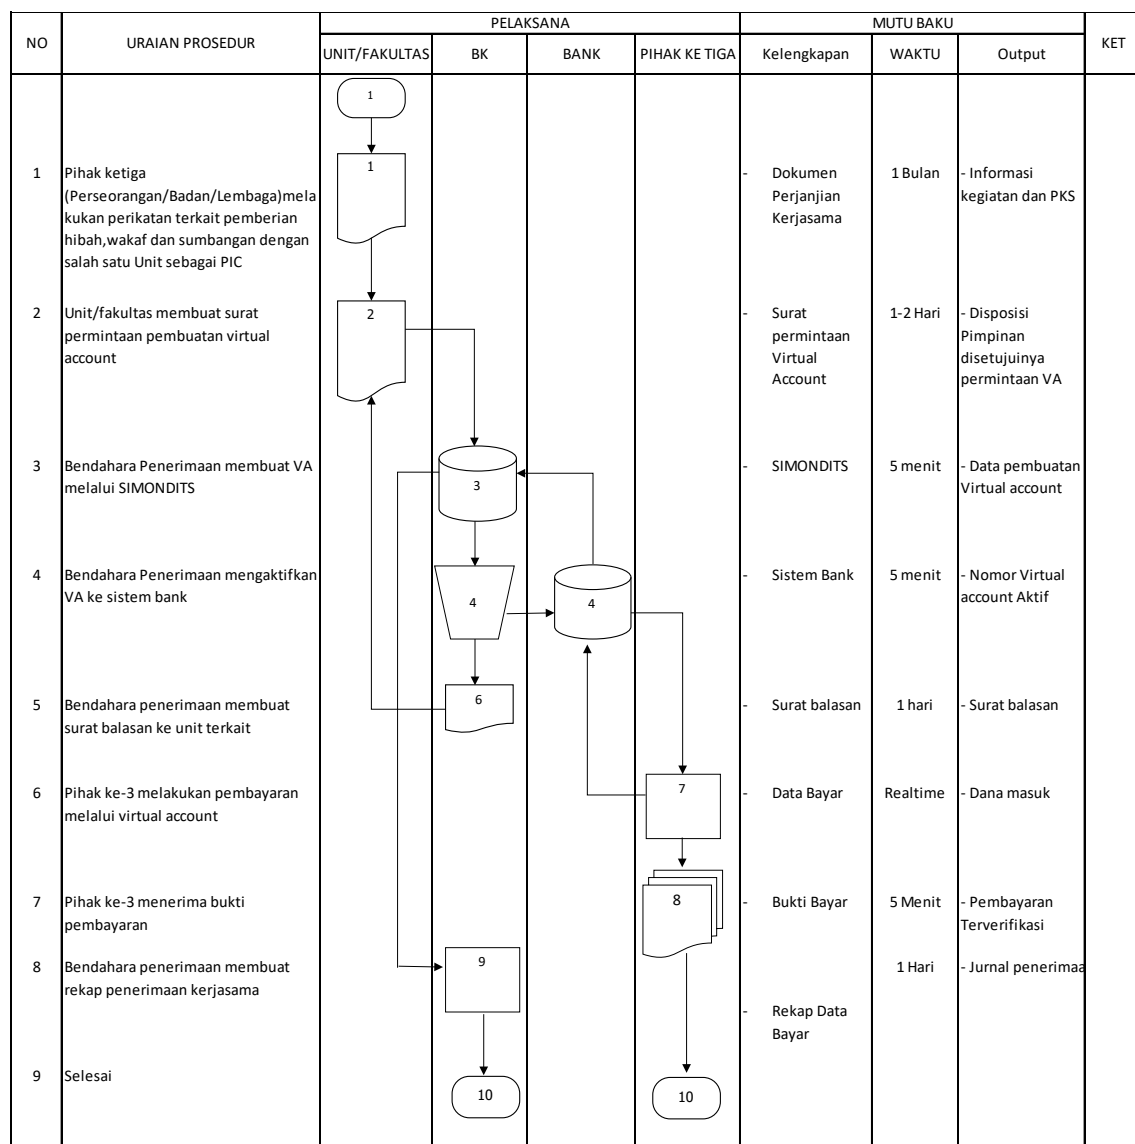 NO
URAIAN PROSEDUR
PELAKSANA
MUTU BAKU
KET
UNIT/FAKULTAS
BK
BANK
PIHAK KE TIGA
Kelengkapan
WAKTU
Output
1
1
Pihak ketiga
(Perseorangan/Badan/Lembaga)mela
kukan perikatan terkait pemberian
hibah,wakaf dan sumbangan dengan
salah satu Unit sebagai PIC
1
- Dokumen
Perjanjian
Kerjasama
1 Bulan
- Informasi
kegiatan dan PKS
2
Unit/fakultas membuat surat
permintaan pembuatan virtual
account
2
- Surat
permintaan
Virtual
Account
1-2 Hari
- Disposisi
Pimpinan
disetujuinya
permintaan VA
3
Bendahara Penerimaan membuat VA
melalui SIMONDITS
3
- SIMONDITS
5 menit
- Data pembuatan
Virtual account
4
Bendahara Penerimaan mengaktifkan
VA ke sistem bank
4
4
- Sistem Bank
5 menit
- Nomor Virtual
account Aktif
5
Bendahara penerimaan membuat
surat balasan ke unit terkait
6
- Surat balasan
1 hari
- Surat balasan
6
Pihak ke-3 melakukan pembayaran
melalui virtual account
7
- Data Bayar
Realtime
- Dana masuk
7
Pihak ke-3 menerima bukti
pembayaran
8
- Bukti Bayar
5 Menit
- Pembayaran
Terverifikasi
8
Bendahara penerimaan membuat
rekap penerimaan kerjasama
9
1 Hari
- Jurnal penerimaa
- Rekap Data
Bayar
9
Selesai
10
10